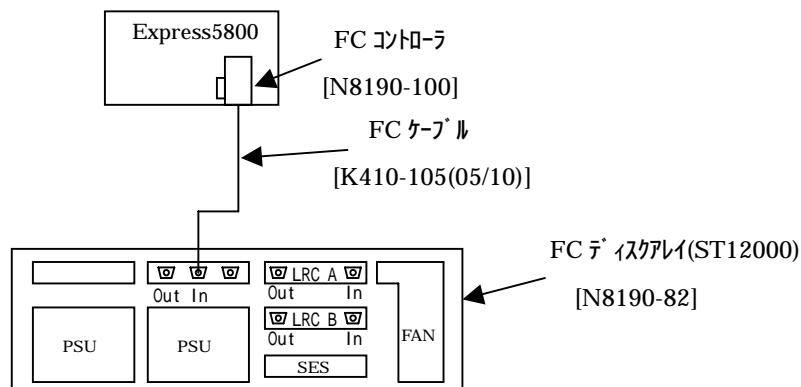 Express5800
FC ｺﾝﾄﾛｰﾗ
[N8190-100]
FC ｹｰﾌﾞﾙ
[K410-105(05/10)]
FC ﾃﾞｨｽｸｱﾚｲ(ST12000)
[N8190-82]
Out In
LRC A
Out In
LRC B
Out In
PSU
PSU
SES
FAN